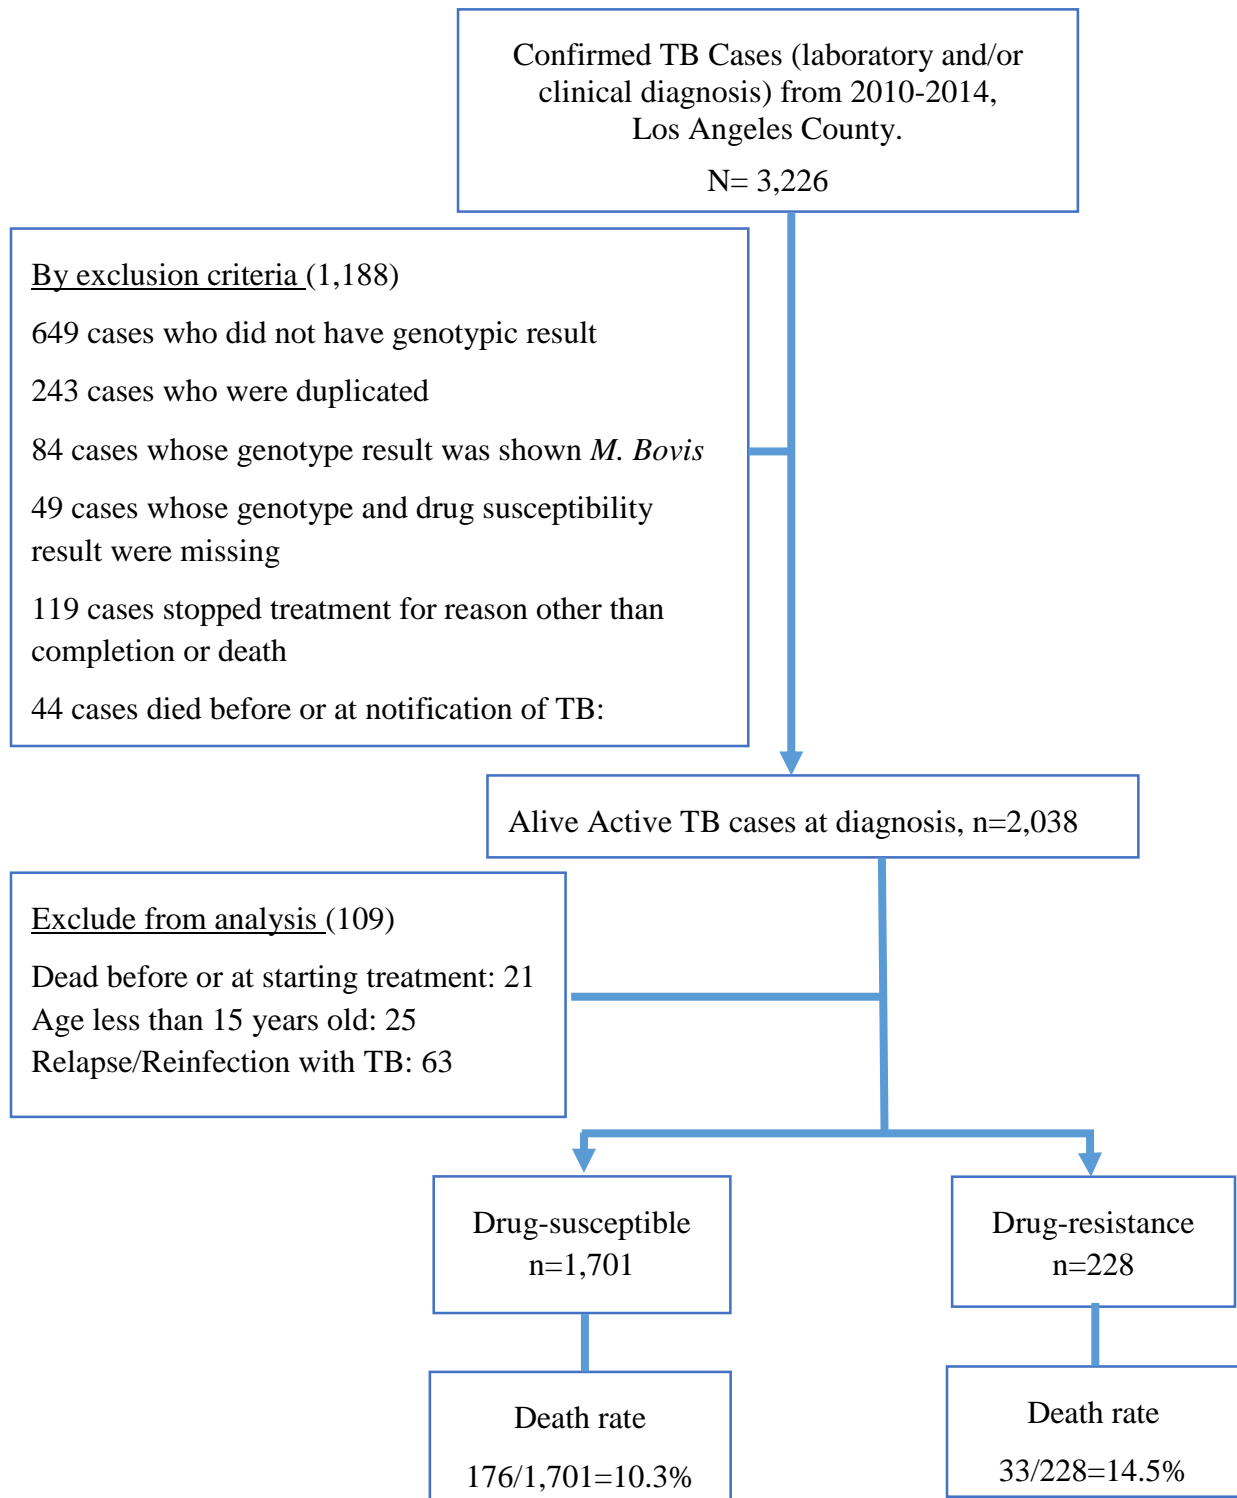 Confirmed TB Cases (laboratory and/or
clinical diagnosis) from 2010-2014,
Los Angeles County.
N= 3,226
By exclusion criteria (1,188)
649 cases who did not have genotypic result
243 cases who were duplicated
84 cases whose genotype result was shown M. Bovis
49 cases whose genotype and drug susceptibility
result were missing
119 cases stopped treatment for reason other than
completion or death
44 cases died before or at notification of TB:
Alive Active TB cases at diagnosis, n=2,038
Exclude from analysis (109)
Dead before or at starting treatment: 21
Age less than 15 years old: 25
Relapse/Reinfection with TB: 63
Drug-susceptible
n=1,701
Drug-resistance
n=228
Death rate
176/1,701=10.3%
Death rate
33/228=14.5%